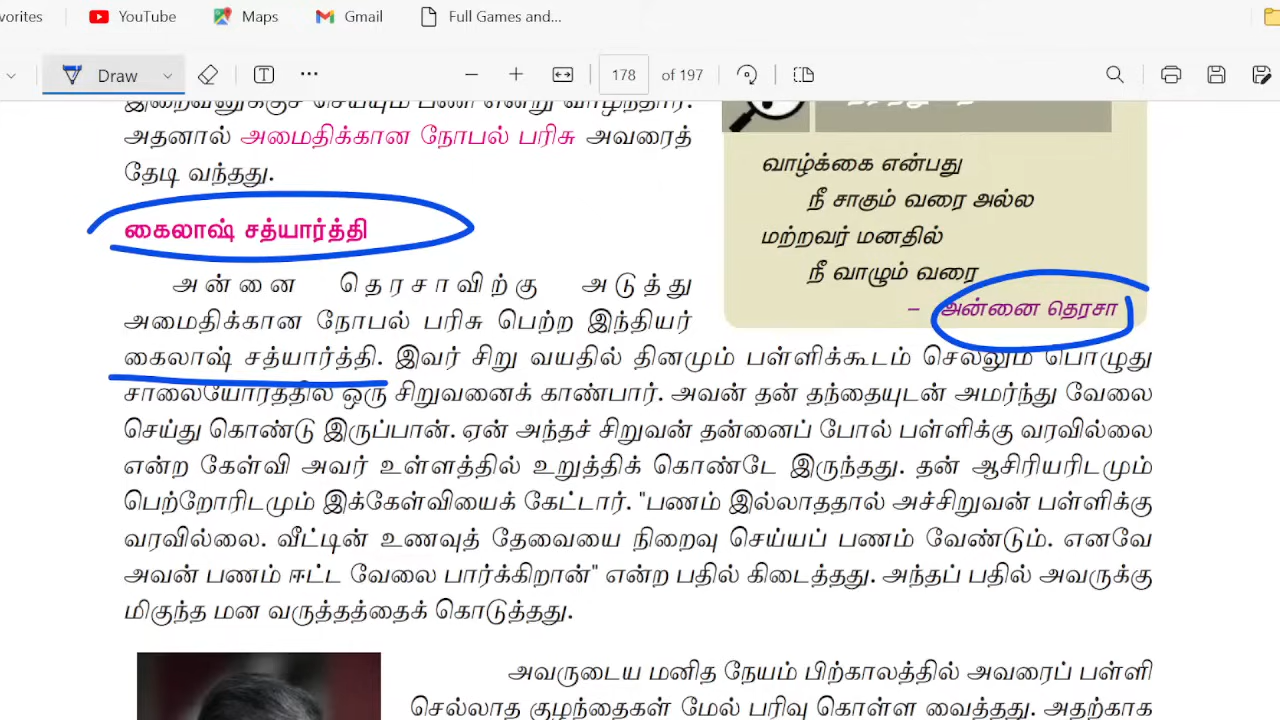 vorites YouTube Maps Gmail Full Games and...
Draw 178 of 197
இறைவனுக்குச் செய்யும் பணி என்று வாழ்ந்தார்.
அதனால் அமைதிக்கான நோபல் பரிசு அவரைத்
தேடி வந்தது.
கைலாஷ் சத்யார்த்தி
அன்னை தெரசாவிற்கு அடுத்து
அமைதிக்கான நோபல் பரிசு பெற்ற இந்தியர்
வாழ்க்கை என்பது
நீ சாகும் வரை அல்ல
மற்றவர் மனதில்
நீ வாழும் வரை
– அன்னை தெரசா
கைலாஷ் சத்யார்த்தி. இவர் சிறு வயதில் தினமும் பள்ளிக்கூடம் செல்லும் பொழுது
சாலையோரத்தில் ஒரு சிறுவனைக் காண்பார். அவன் தன் தந்தையுடன் அமர்ந்து வேலை
செய்து கொண்டு இருப்பான். ஏன் அந்தச் சிறுவன் தன்னைப் போல் பள்ளிக்கு வரவில்லை
என்ற கேள்வி அவர் உள்ளத்தில் உறுத்திக் கொண்டே இருந்தது. தன் ஆசிரியரிடமும்
பெற்றோரிடமும் இக்கேள்வியைக் கேட்டார். "பணம் இல்லாததால் அச்சிறுவன் பள்ளிக்கு
வரவில்லை. வீட்டின் உணவுத் தேவையை நிறைவு செய்யப் பணம் வேண்டும். எனவே
அவன் பணம் ஈட்ட வேலை பார்க்கிறான்" என்ற பதில் கிடைத்தது. அந்தப் பதில் அவருக்கு
மிகுந்த மன வருத்தத்தைக் கொடுத்தது.
அவருடைய மனித நேயம் பிற்காலத்தில் அவரைப் பள்ளி
செல்லாத குழந்தைகள் மேல் பரிவு கொள்ள வைத்தது. அதற்காக